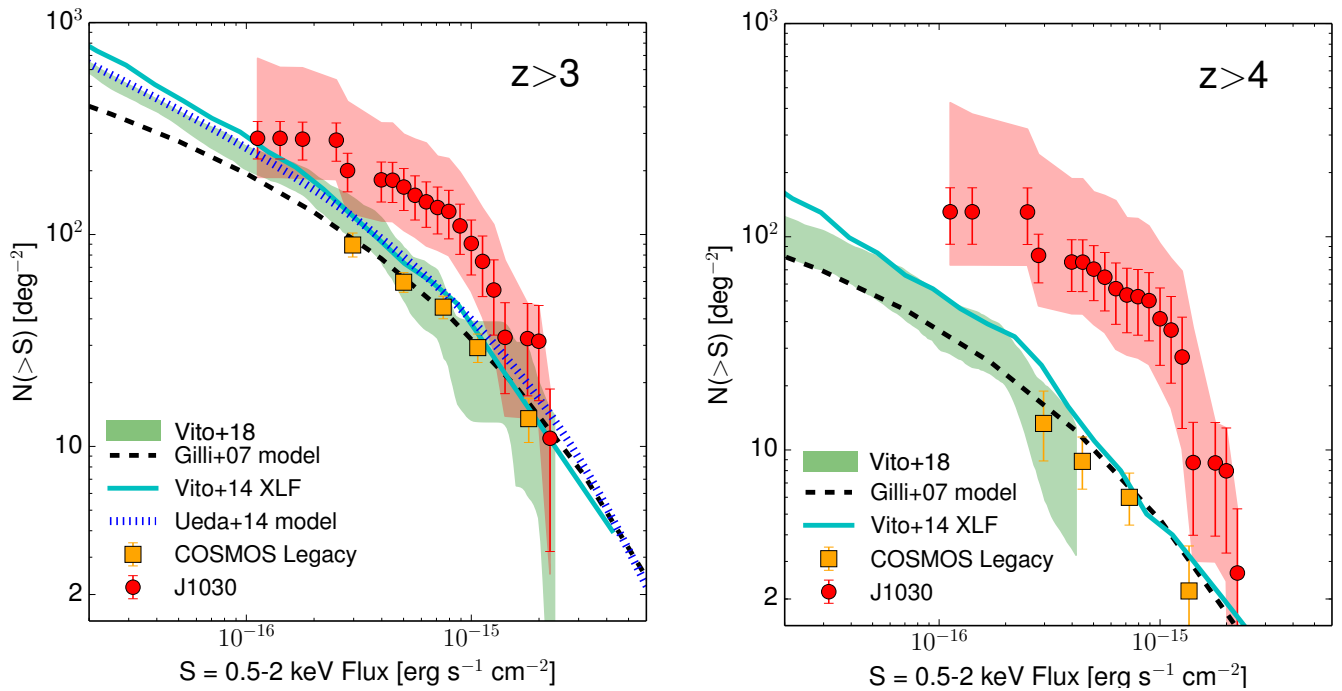 z>3
10³
10²
10
2
N(>S) [deg⁻²]
Vito+18
Gilli+07 model
Vito+14 XLF
Ueda+14 model
COSMOS Legacy
J1030
10⁻¹⁶
10⁻¹⁵
S = 0.5-2 keV Flux [erg s⁻¹ cm⁻²]
z>4
10³
10²
10
2
N(>S) [deg⁻²]
Vito+18
Gilli+07 model
Vito+14 XLF
COSMOS Legacy
J1030
10⁻¹⁶
10⁻¹⁵
S = 0.5-2 keV Flux [erg s⁻¹ cm⁻²]